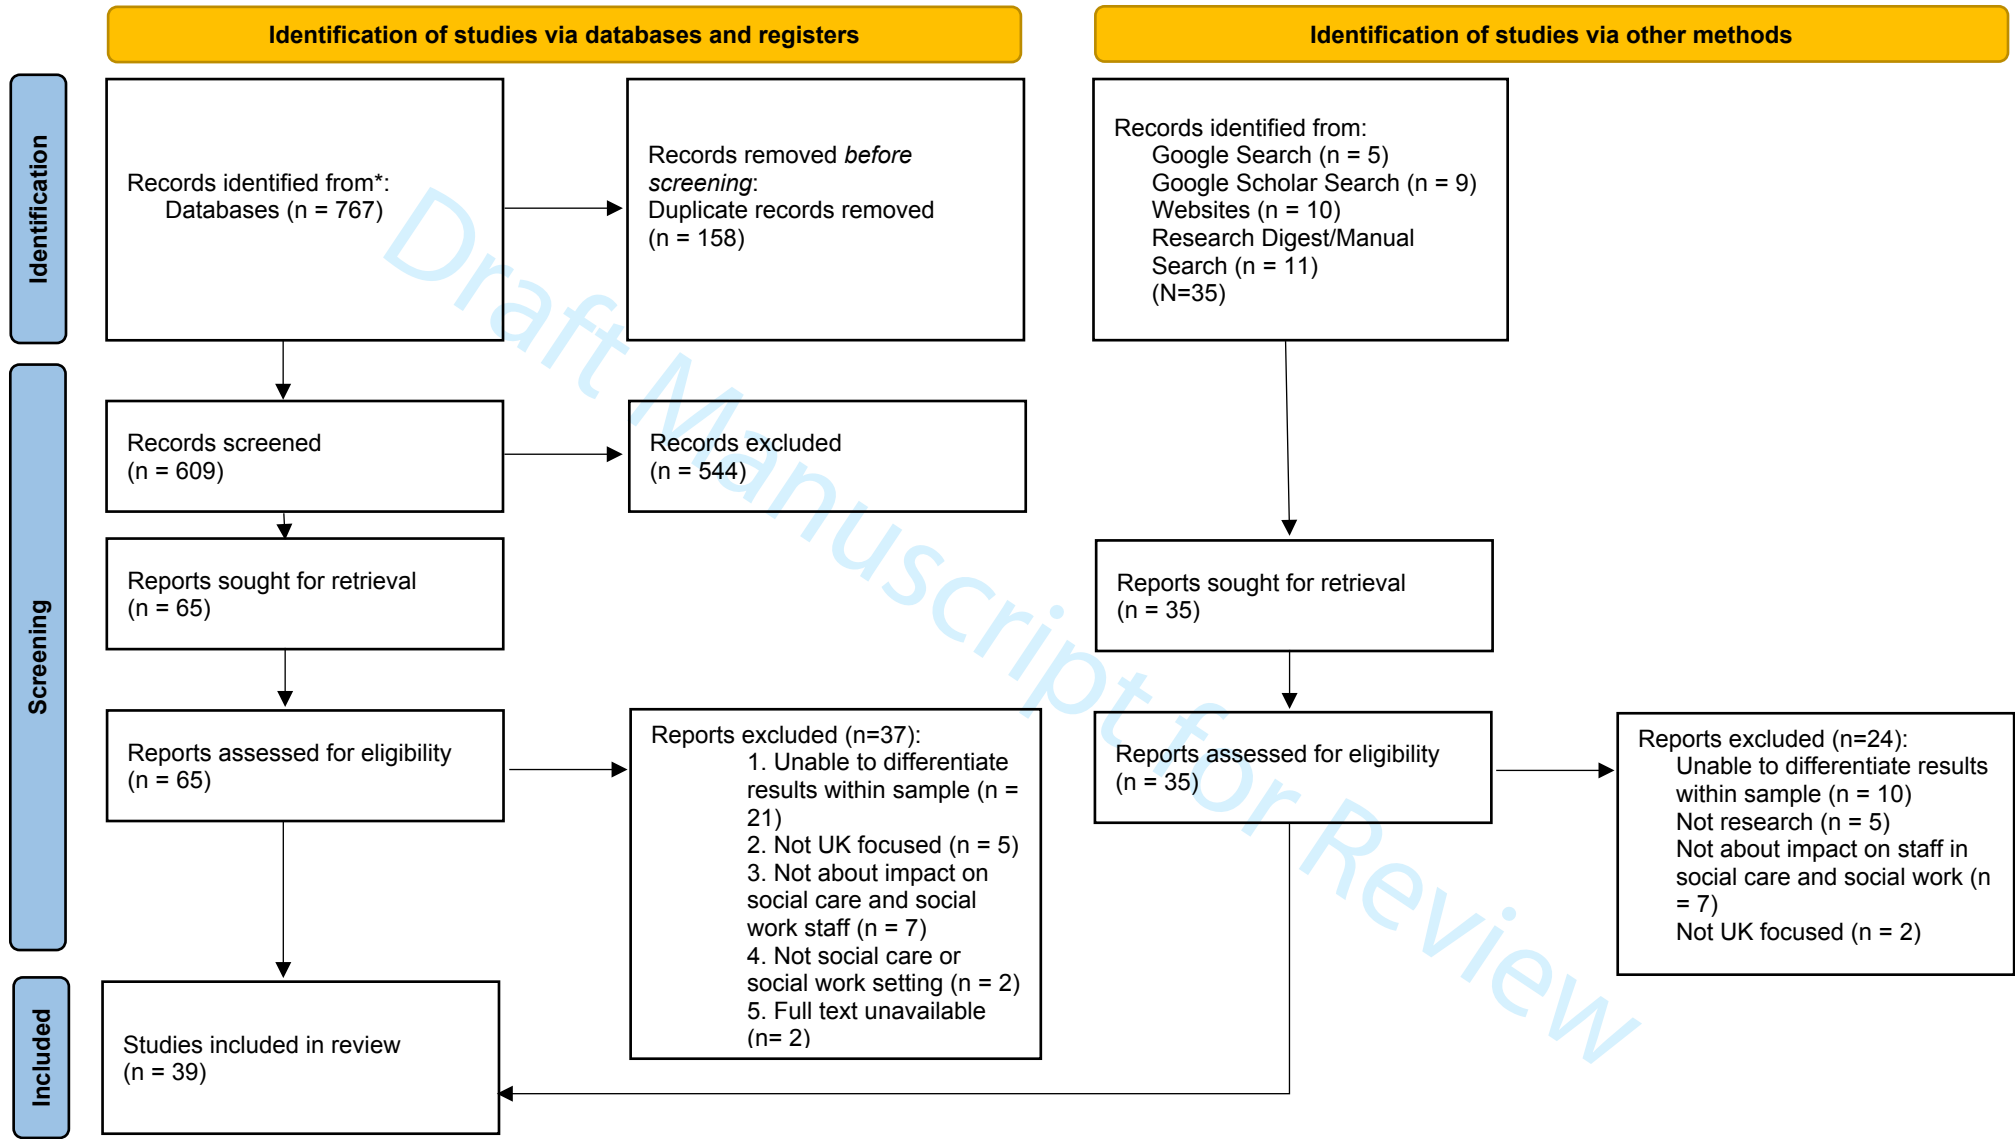 Identification of studies via databases and registers
Identification of studies via other methods
Identification
Records identified from*:
Databases (n = 767)
Records removed before
screening:
Duplicate records removed
(n = 158)
Records identified from:
Google Search (n = 5)
Google Scholar Search (n = 9)
Websites (n = 10)
Research Digest/Manual
Search (n = 11)
(N=35)
Screening
Records screened
(n = 609)
Records excluded
(n = 544)
Reports sought for retrieval
(n = 65)
Reports sought for retrieval
(n = 35)
Reports assessed for eligibility
(n = 65)
Reports excluded (n=37):
1. Unable to differentiate
results within sample (n =
21)
2. Not UK focused (n = 5)
3. Not about impact on
social care and social
work staff (n = 7)
4. Not social care or
social work setting (n = 2)
5. Full text unavailable
(n= 2)
Reports assessed for eligibility
(n = 35)
Reports excluded (n=24):
Unable to differentiate results
within sample (n = 10)
Not research (n = 5)
Not about impact on staff in
social care and social work (n
= 7)
Not UK focused (n = 2)
Included
Studies included in review
(n = 39)
Draft Manuscript for Review